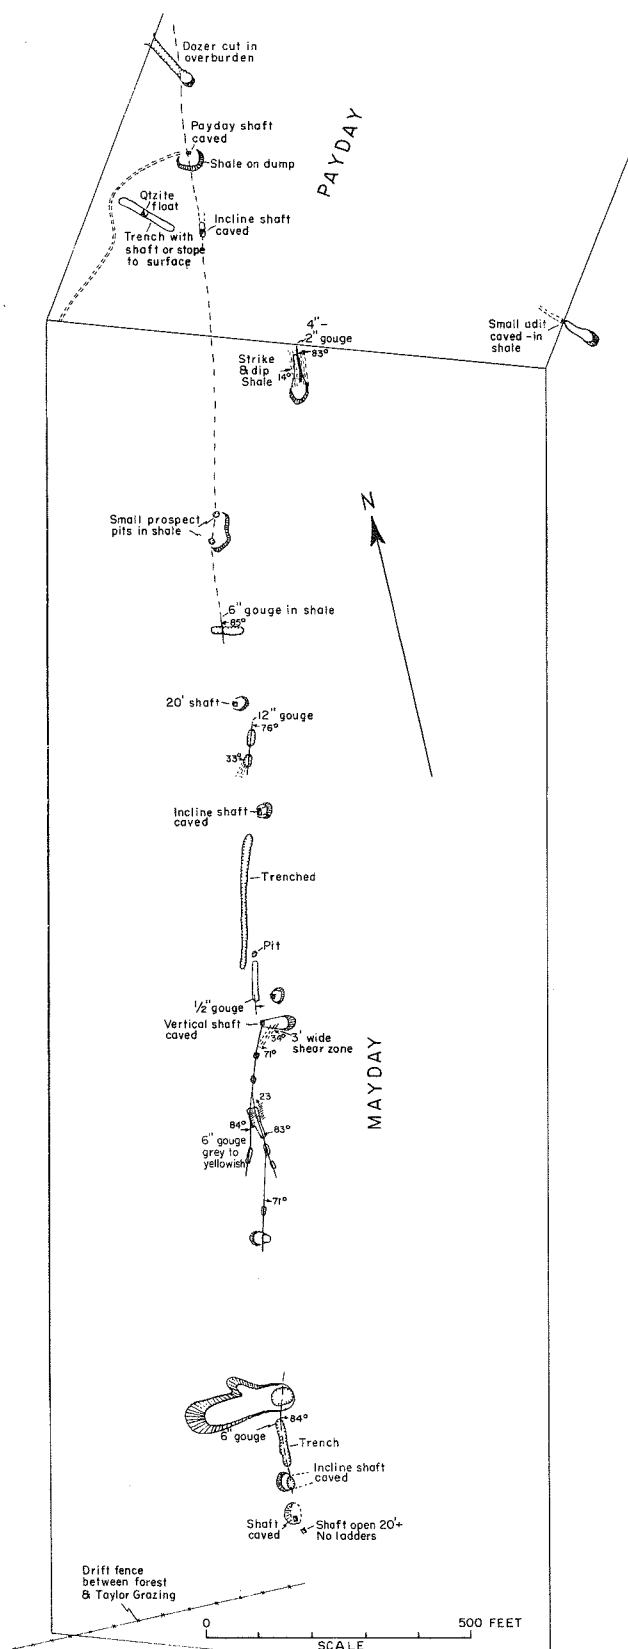 Dozer cut in
overburden
PAYDAY
Payday shaft
caved
Shale on dump
Qtzite
float
Incline shaft
caved
Trench with
shaft or stope
to surface
4"–
2" gouge
83°
Strike
& dip
Shale
14°
Small adit
caved-in
shale
N
Small prospect
pits in shale
6" gouge in shale
85°
20' shaft
12" gouge
76°
33°
Incline shaft
caved
Trenched
Pit
1/2" gouge
Vertical shaft
caved
3' wide
shear zone
39°
71°
MAYDAY
23
84°
83°
6" gouge
grey to
yellowish
71°
84°
6" gouge
Trench
Incline shaft
caved
Shaft
caved
Shaft open 20'+
No ladders
Drift fence
between forest
& Taylor Grazing
0
500 FEET
SCALE